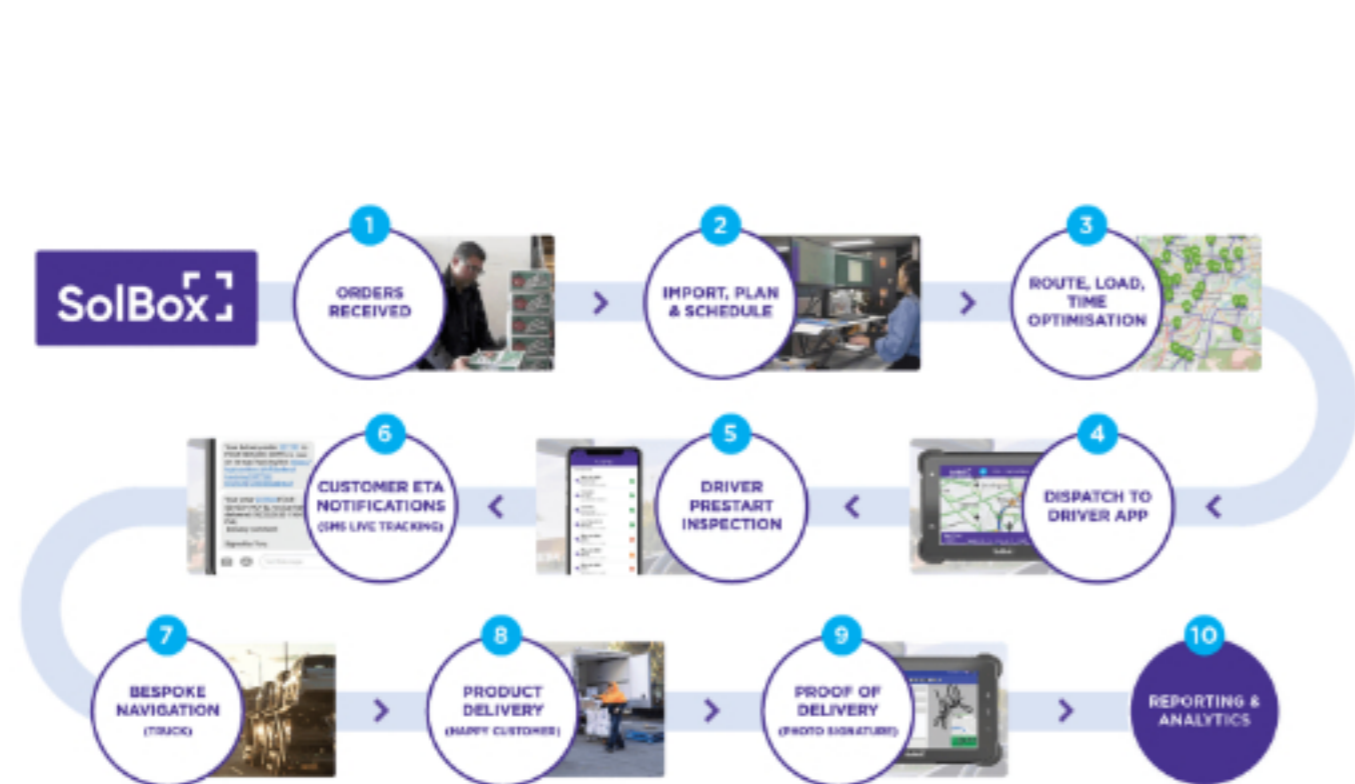 SolBox
1
ORDERS
RECEIVED
2
IMPORT, PLAN
& SCHEDULE
3
ROUTE, LOAD,
TIME
OPTIMISATION
4
DISPATCH TO
DRIVER APP
5
DRIVER
PRESTART
INSPECTION
6
CUSTOMER ETA
NOTIFICATIONS
(SMS LIVE TRACKING)
7
BESPOKE
NAVIGATION
(TRUCK)
8
PRODUCT
DELIVERY
(HAPPY CUSTOMER)
9
PROOF OF
DELIVERY
(PHOTO SIGNATURE)
10
REPORTING &
ANALYTICS